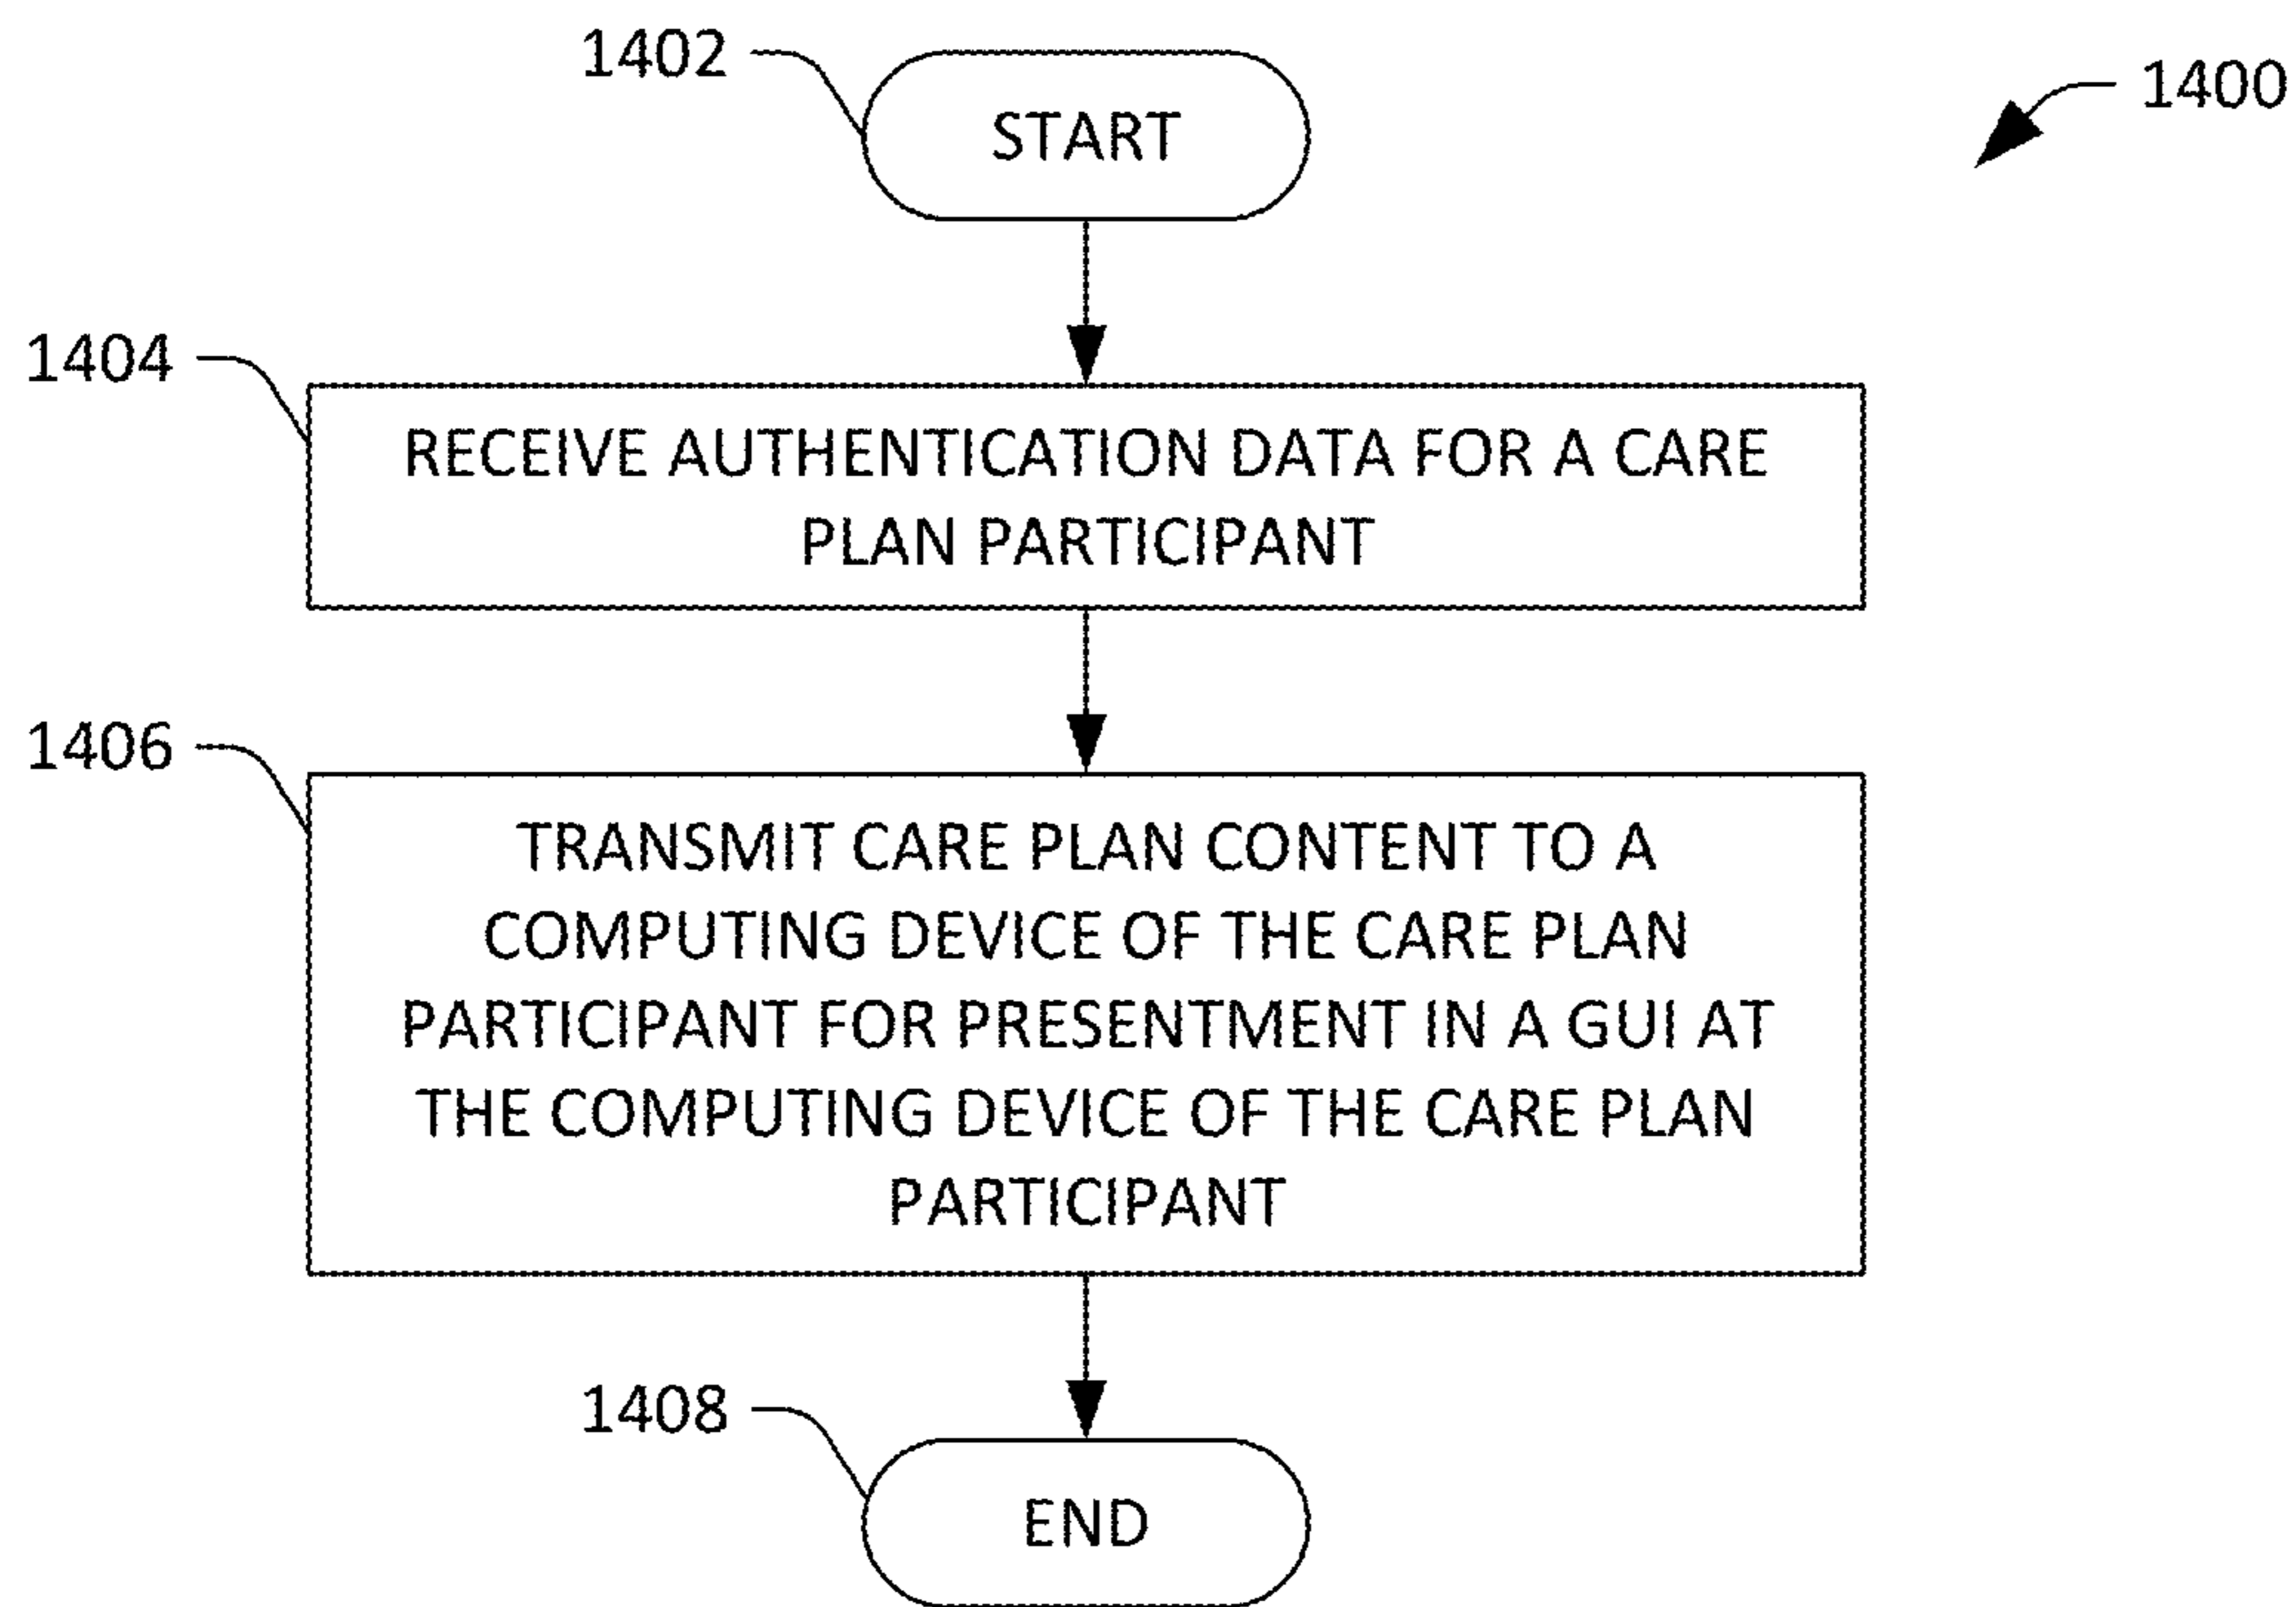 1402
START
1400
1404
RECEIVE AUTHENTICATION DATA FOR A CARE
PLAN PARTICIPANT
1406
TRANSMIT CARE PLAN CONTENT TO A
COMPUTING DEVICE OF THE CARE PLAN
PARTICIPANT FOR PRESENTMENT IN A GUI AT
THE COMPUTING DEVICE OF THE CARE PLAN
PARTICIPANT
1408
END